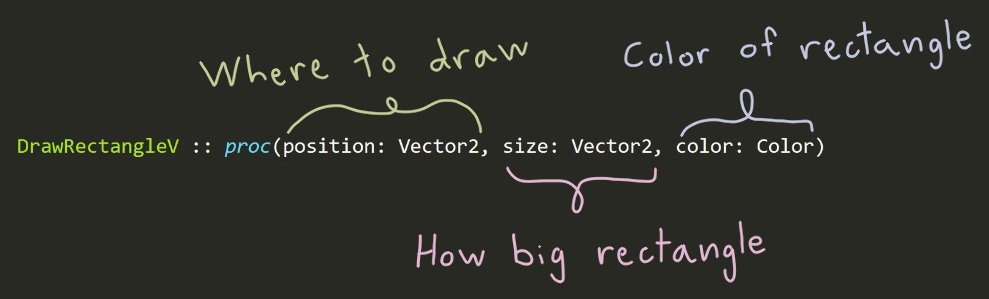 Where to draw
Color of rectangle
DrawRectangleV :: proc(position: Vector2, size: Vector2, color: Color)
How big rectangle